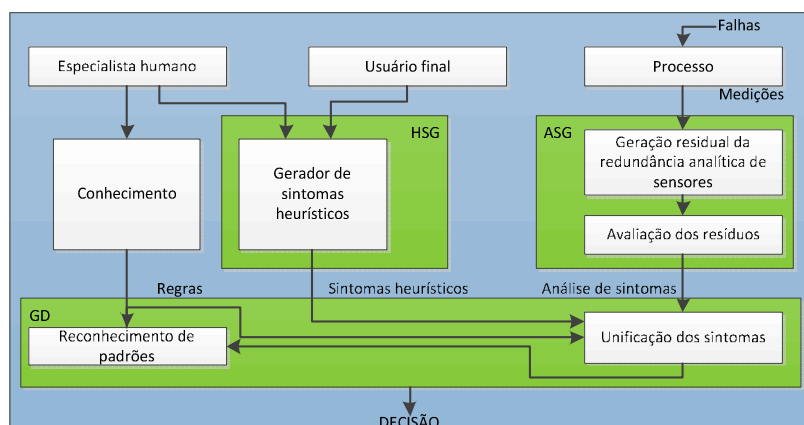 Falhas
Especialista humano
Usuário final
Processo
Medições
HSG
ASG
Conhecimento
Gerador de
sintomas
heurísticos
Geração residual da
redundância analítica de
sensores
Avaliação dos resíduos
Regras
Sintomas heurísticos
Análise de sintomas
GD
Reconhecimento de
padrões
Unificação dos sintomas
DECISÃO